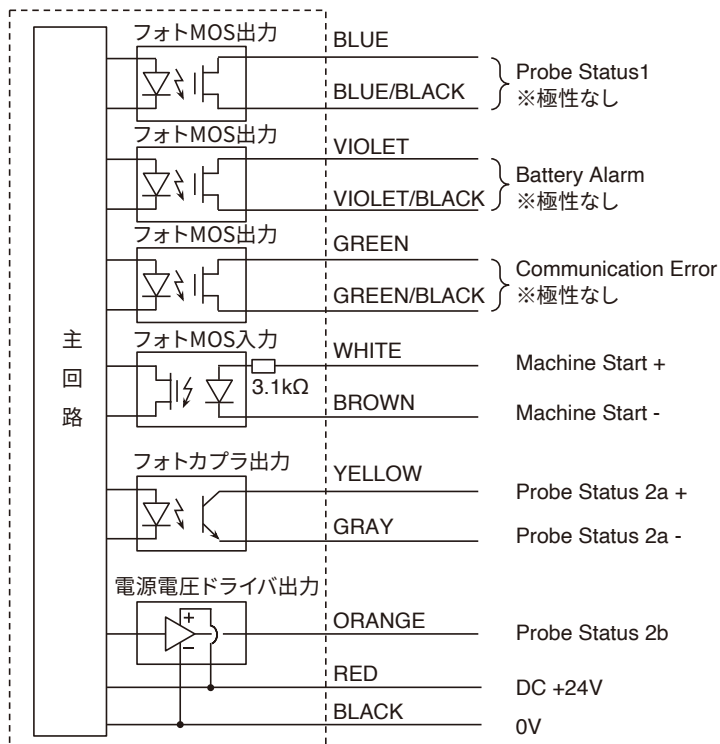 フォトMOS出力
BLUE
BLUE/BLACK
Probe Status1
※極性なし
フォトMOS出力
VIOLET
VIOLET/BLACK
Battery Alarm
※極性なし
フォトMOS出力
GREEN
GREEN/BLACK
Communication Error
※極性なし
主
回
路
フォトMOS入力
WHITE
3.1kΩ
BROWN
Machine Start +
Machine Start -
フォトカプラ出力
YELLOW
GRAY
Probe Status 2a +
Probe Status 2a -
電源電圧ドライバ出力
+
−
ORANGE
Probe Status 2b
RED
DC +24V
BLACK
0V